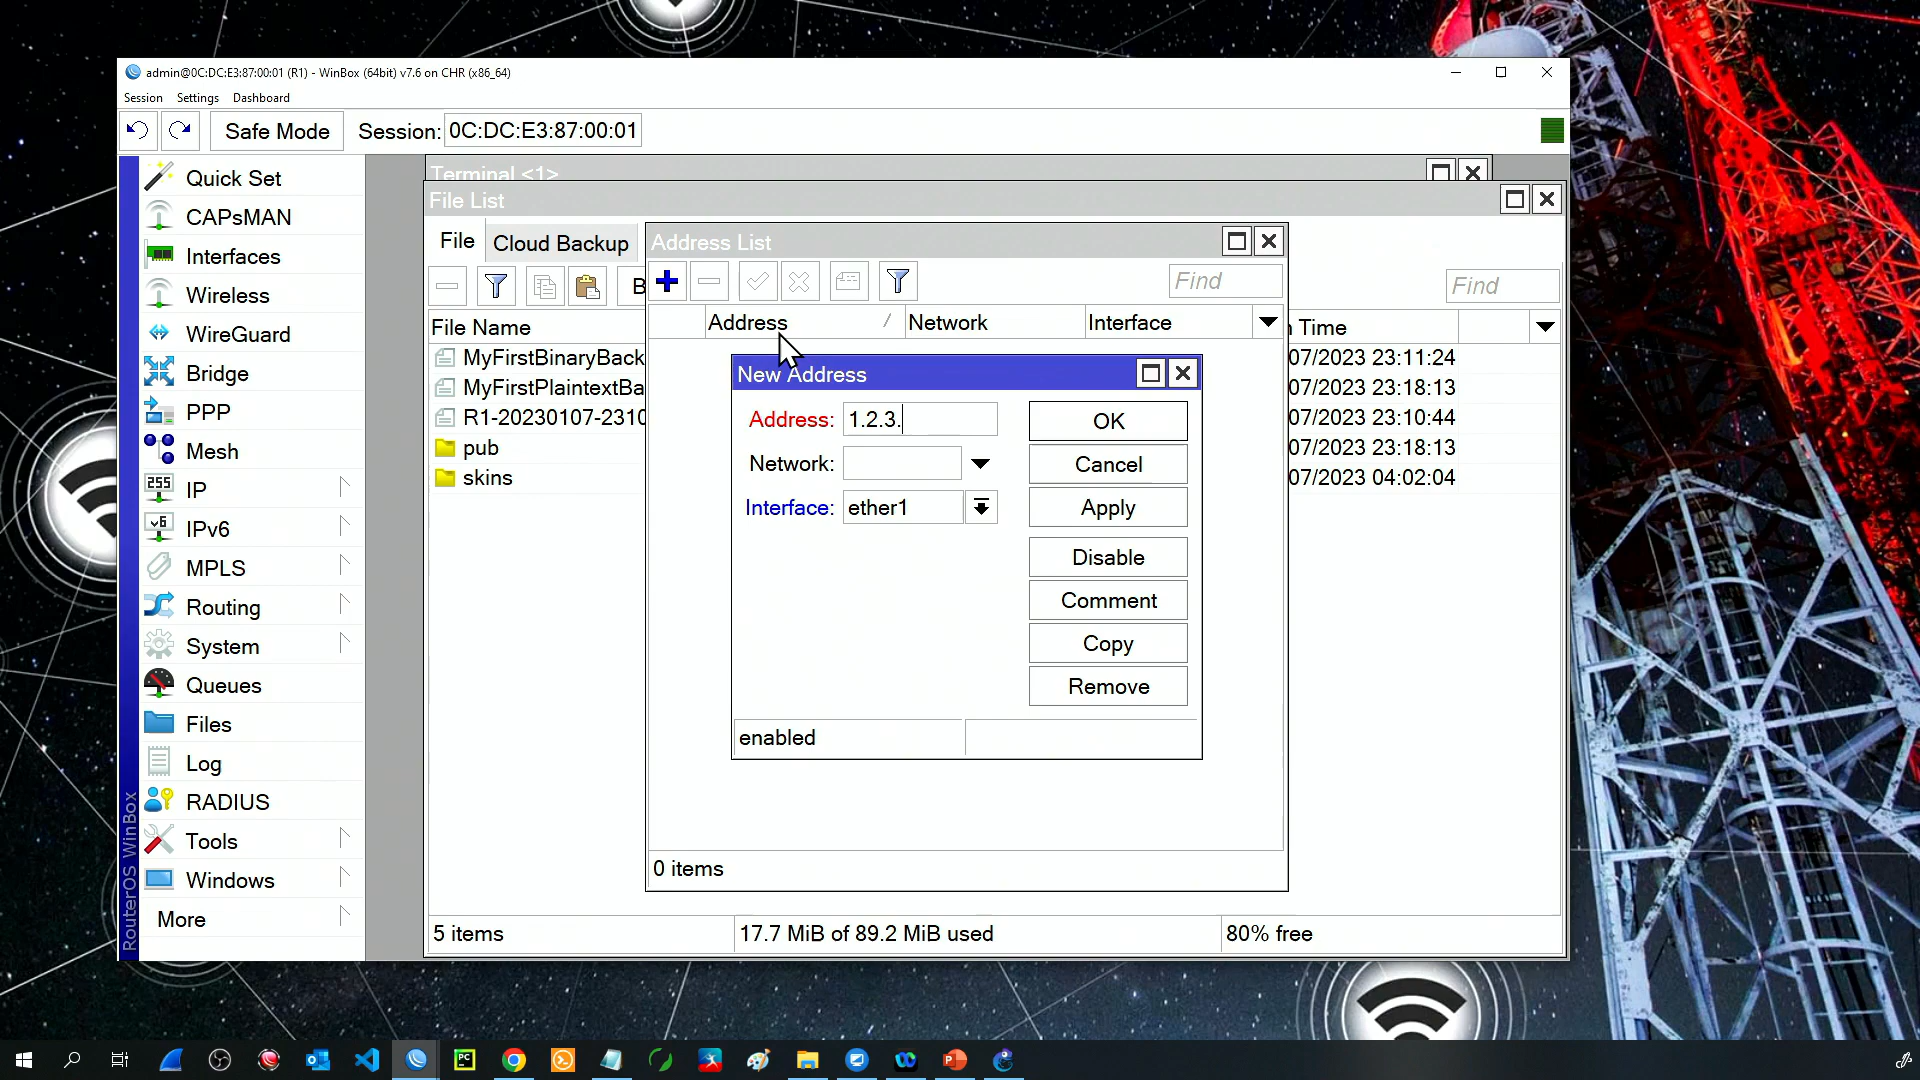 admin@0C:DC:E3:87:00:01 (R1) - WinBox (64bit) v7.6 on CHR (x86_64)
Session Settings Dashboard
Safe Mode Session: 0C:DC:E3:87:00:01
Terminal <1>
File List
File Cloud Backup
Address List
B
Find
Find
File Name
Address Network Interface
Time
MyFirstBinaryBack 07/2023 23:11:24
MyFirstPlaintextBa 07/2023 23:18:13
R1-20230107-2310 07/2023 23:10:44
pub 07/2023 23:18:13
skins 07/2023 04:02:04
New Address
Address: 1.2.3.
Network:
Interface: ether1
OK
Cancel
Apply
Disable
Comment
Copy
Remove
enabled
0 items
5 items 17.7 MiB of 89.2 MiB used 80% free
Quick Set
CAPsMAN
Interfaces
Wireless
WireGuard
Bridge
PPP
Mesh
255
IP
v6
IPv6
MPLS
Routing
System
Queues
Files
Log
RADIUS
Tools
Windows
More
RouterOS WinBox
PC
P